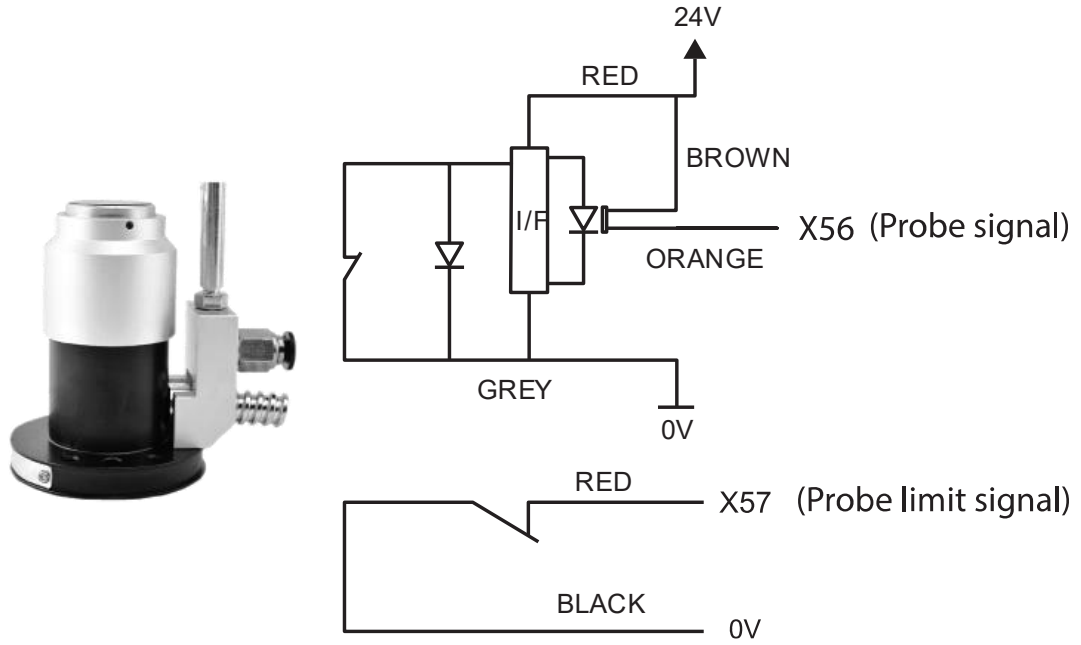 24V
RED
BROWN
I/F
X56 (Probe signal)
ORANGE
GREY
0V
RED
X57 (Probe limit signal)
BLACK
0V